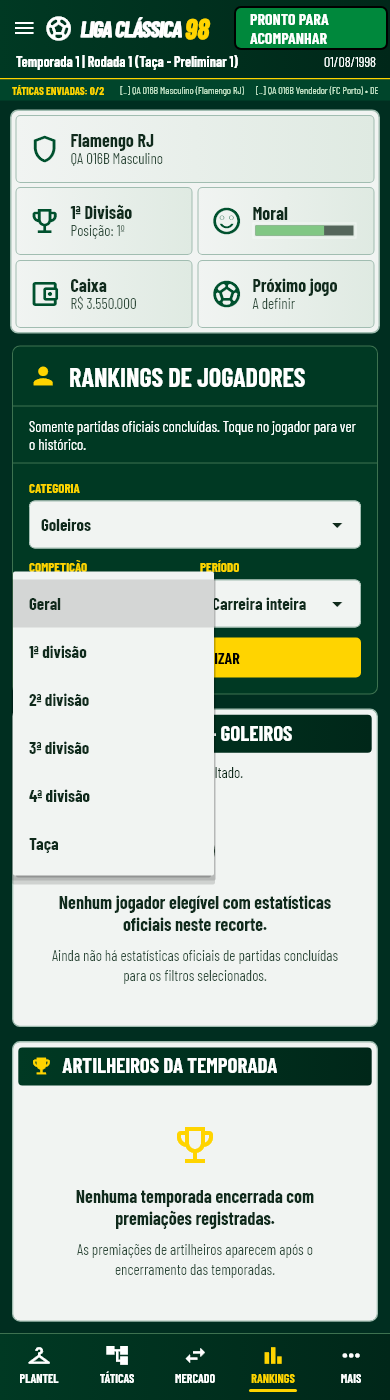 LIGA CLÁSSICA 98
PRONTO PARA
ACOMPANHAR
Temporada 1 | Rodada 1 (Taça - Preliminar 1)
01/08/1998
TÁTICAS ENVIADAS: 0/2
[..] QA 016B Masculino (Flamengo RJ)
[..] QA 016B Vendedor (FC Porto) • DE
Flamengo RJ
QA 016B Masculino
1ª Divisão
Posição: 1º
Moral
Caixa
R$ 3.550.000
Próximo jogo
A definir
RANKINGS DE JOGADORES
Somente partidas oficiais concluídas. Toque no jogador para ver
o histórico.
CATEGORIA
Goleiros
COMPETIÇÃO
PERÍODO
Geral
Carreira inteira
1ª divisão
IZAR
2ª divisão
3ª divisão
- GOLEIROS
ltado.
4ª divisão
Taça
Nenhum jogador elegível com estatísticas
oficiais neste recorte.
Ainda não há estatísticas oficiais de partidas concluídas
para os filtros selecionados.
ARTILHEIROS DA TEMPORADA
Nenhuma temporada encerrada com
premiações registradas.
As premiações de artilheiros aparecem após o
encerramento das temporadas.
PLANTEL
TÁTICAS
MERCADO
RANKINGS
MAIS